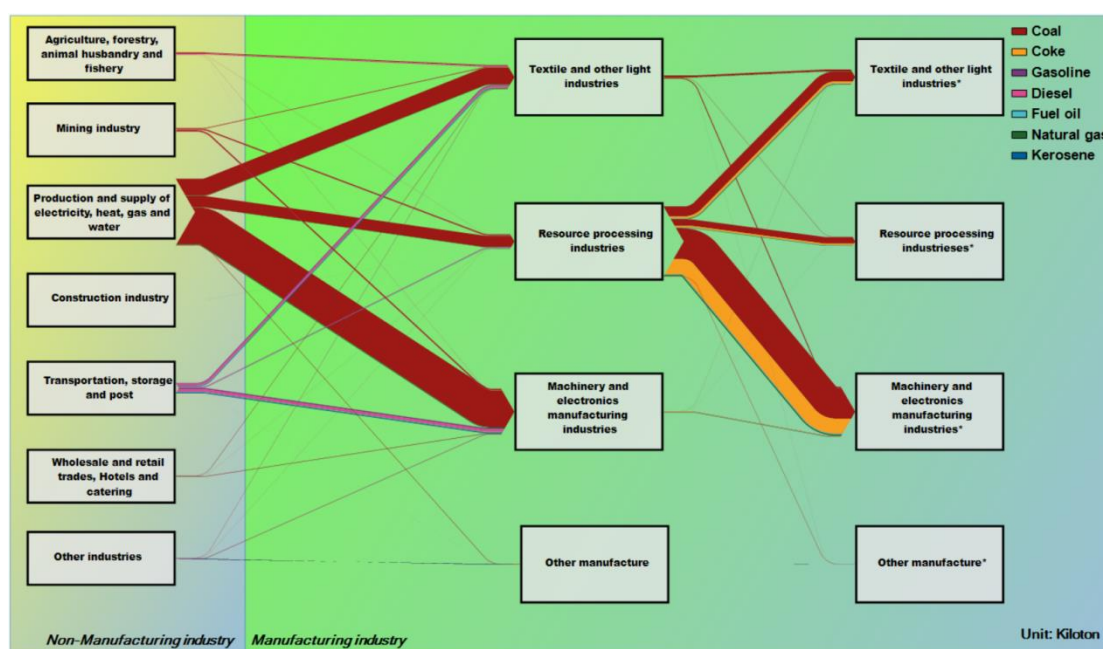 Agriculture, forestry,
animal husbandry and
fishery
Mining industry
Production and supply of
electricity, heat, gas and
water
Construction industry
Transportation, storage
and post
Wholesale and retail
trades, Hotels and
catering
Other industries
Textile and other light
industries
Resource processing
industries
Machinery and
electronics
manufacturing
industries
Other manufacture
Textile and other light
industries*
Resource processing
industrieses*
Machinery and
electronics
manufacturing
industries*
Other manufacture*
Coal
Coke
Gasoline
Diesel
Fuel oil
Natural gas
Kerosene
Non-Manufacturing industry
Manufacturing industry
Unit: Kiloton